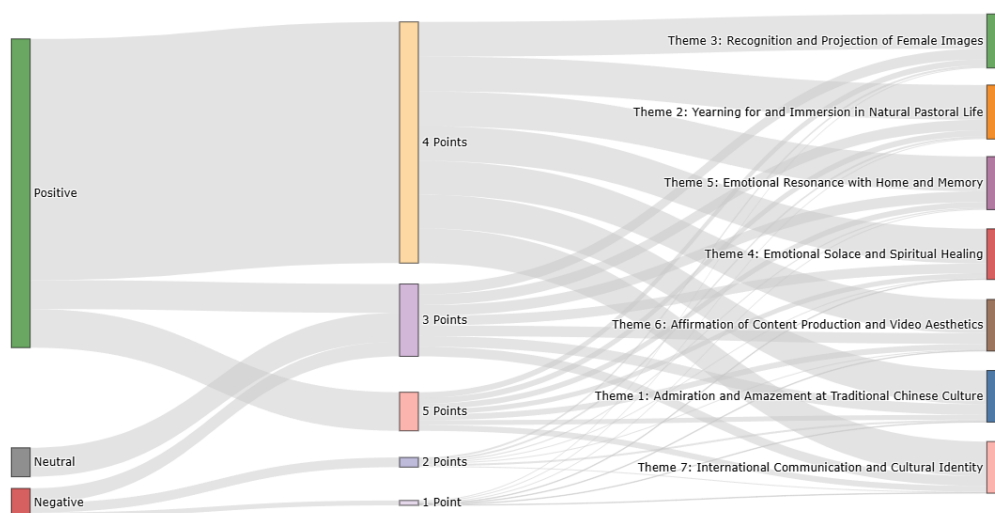 Positive
Neutral
Negative
4 Points
3 Points
5 Points
2 Points
1 Point
Theme 3: Recognition and Projection of Female Images
Theme 2: Yearning for and Immersion in Natural Pastoral Life
Theme 5: Emotional Resonance with Home and Memory
Theme 4: Emotional Solace and Spiritual Healing
Theme 6: Affirmation of Content Production and Video Aesthetics
Theme 1: Admiration and Amazement at Traditional Chinese Culture
Theme 7: International Communication and Cultural Identity